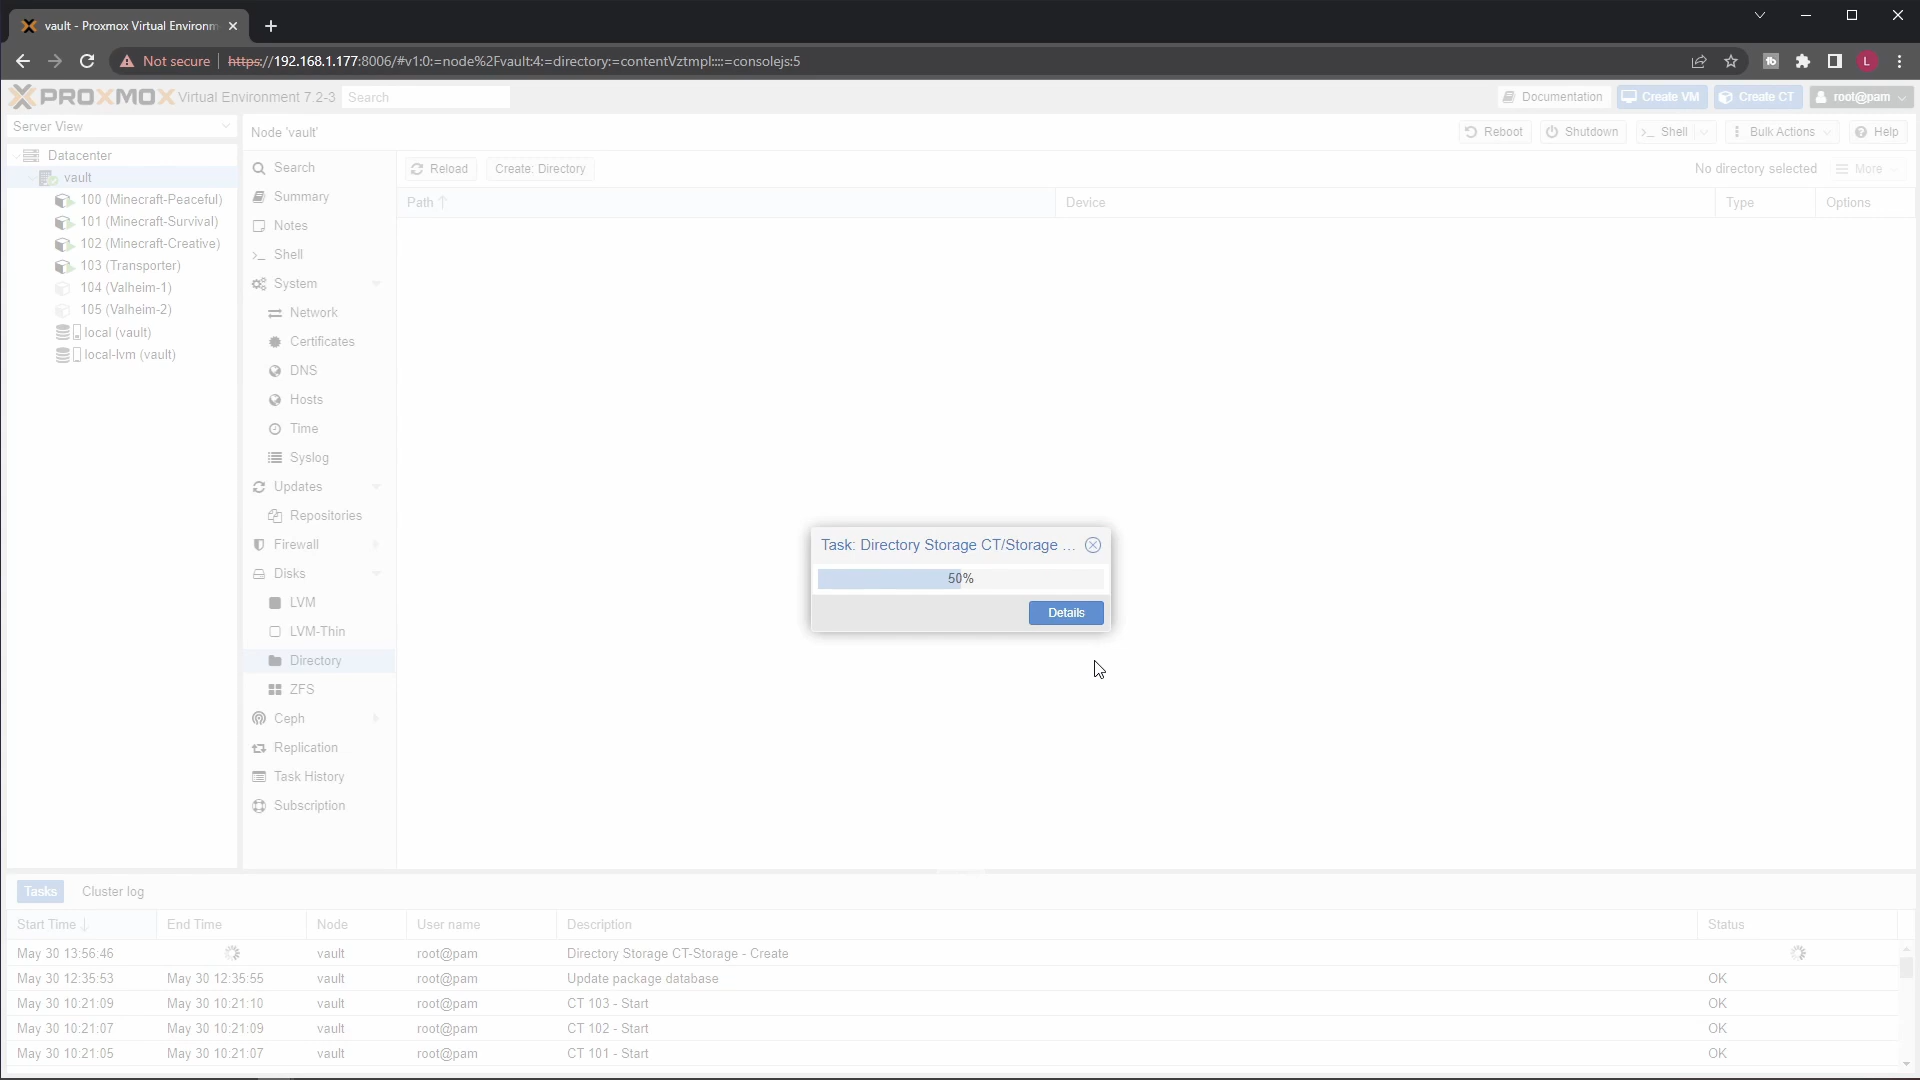 vault - Proxmox Virtual Environm
Not secure https://192.168.1.177:8006/#v1:0:=node%2Fvault:4:=directory:=contentVztmpl::::=consolejs:5
L
PROXMOX Virtual Environment 7.2-3 Search
Documentation Create VM Create CT root@pam
Server View
Node 'vault'
Reboot Shutdown >_ Shell Bulk Actions Help
Datacenter
vault
100 (Minecraft-Peaceful)
101 (Minecraft-Survival)
102 (Minecraft-Creative)
103 (Transporter)
104 (Valheim-1)
105 (Valheim-2)
local (vault)
local-lvm (vault)
Search
Summary
Notes
>_ Shell
System
Network
Certificates
DNS
Hosts
Time
Syslog
Updates
Repositories
Firewall
Disks
LVM
LVM-Thin
Directory
ZFS
Ceph
Replication
Task History
Subscription
Reload Create: Directory No directory selected More
Path Device Type Options
Task: Directory Storage CT/Storage ...
50%
Details
Tasks Cluster log
Start Time End Time Node User name Description Status
May 30 13:56:46 vault root@pam Directory Storage CT-Storage - Create
May 30 12:35:53 May 30 12:35:55 vault root@pam Update package database OK
May 30 10:21:09 May 30 10:21:10 vault root@pam CT 103 - Start OK
May 30 10:21:07 May 30 10:21:09 vault root@pam CT 102 - Start OK
May 30 10:21:05 May 30 10:21:07 vault root@pam CT 101 - Start OK